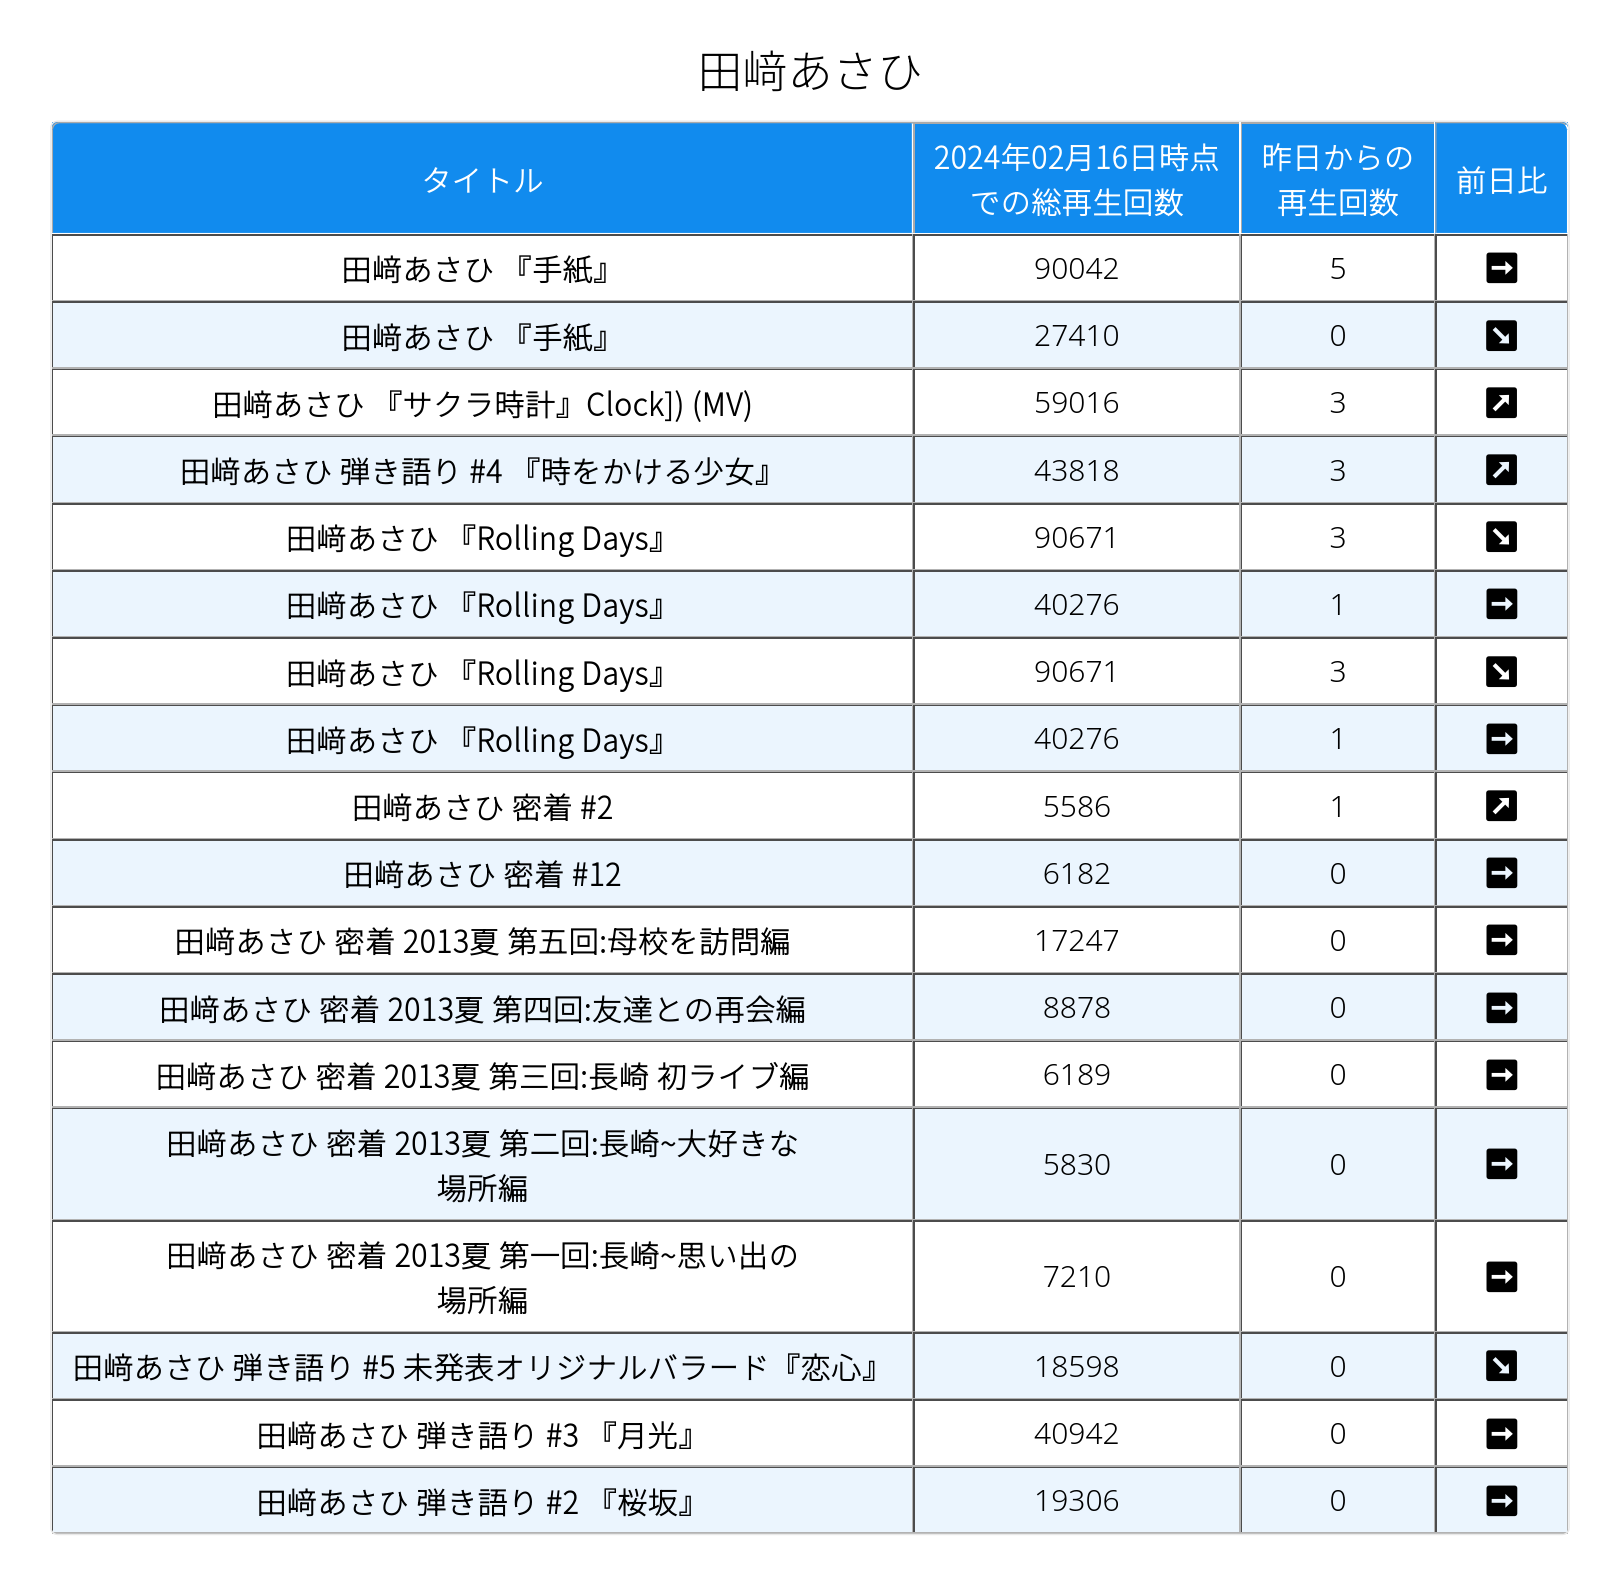 田﨑あさひ
タイトル
2024年02月16日時点
での総再生回数
昨日からの
再生回数
前日比
田﨑あさひ 『手紙』 90042 5 ➡
田﨑あさひ 『手紙』 27410 0 ↘
田﨑あさひ 『サクラ時計』Clock]) (MV) 59016 3 ↗
田﨑あさひ 弾き語り #4 『時をかける少女』 43818 3 ↗
田﨑あさひ 『Rolling Days』 90671 3 ↘
田﨑あさひ 『Rolling Days』 40276 1 ➡
田﨑あさひ 『Rolling Days』 90671 3 ↘
田﨑あさひ 『Rolling Days』 40276 1 ➡
田﨑あさひ 密着 #2 5586 1 ↗
田﨑あさひ 密着 #12 6182 0 ➡
田﨑あさひ 密着 2013夏 第五回:母校を訪問編 17247 0 ➡
田﨑あさひ 密着 2013夏 第四回:友達との再会編 8878 0 ➡
田﨑あさひ 密着 2013夏 第三回:長崎 初ライブ編 6189 0 ➡
田﨑あさひ 密着 2013夏 第二回:長崎~大好きな
場所編 5830 0 ➡
田﨑あさひ 密着 2013夏 第一回:長崎~思い出の
場所編 7210 0 ➡
田﨑あさひ 弾き語り #5 未発表オリジナルバラード『恋心』 18598 0 ↘
田﨑あさひ 弾き語り #3 『月光』 40942 0 ➡
田﨑あさひ 弾き語り #2 『桜坂』 19306 0 ➡